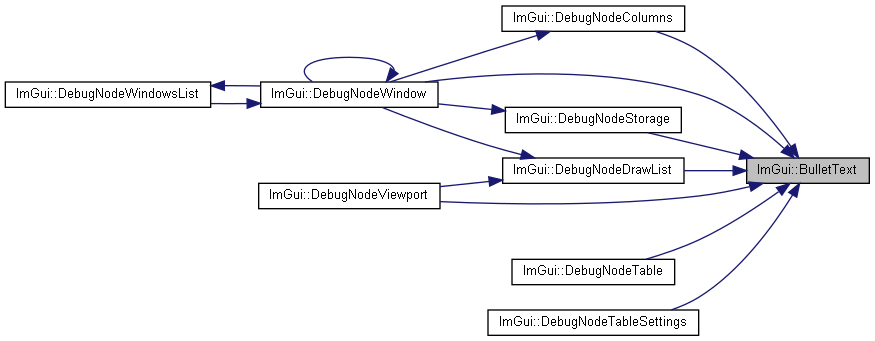 ImGui::DebugNodeColumns
ImGui::DebugNodeWindowsList
ImGui::DebugNodeWindow
ImGui::DebugNodeStorage
ImGui::DebugNodeDrawList
ImGui::BulletText
ImGui::DebugNodeViewport
ImGui::DebugNodeTable
ImGui::DebugNodeTableSettings